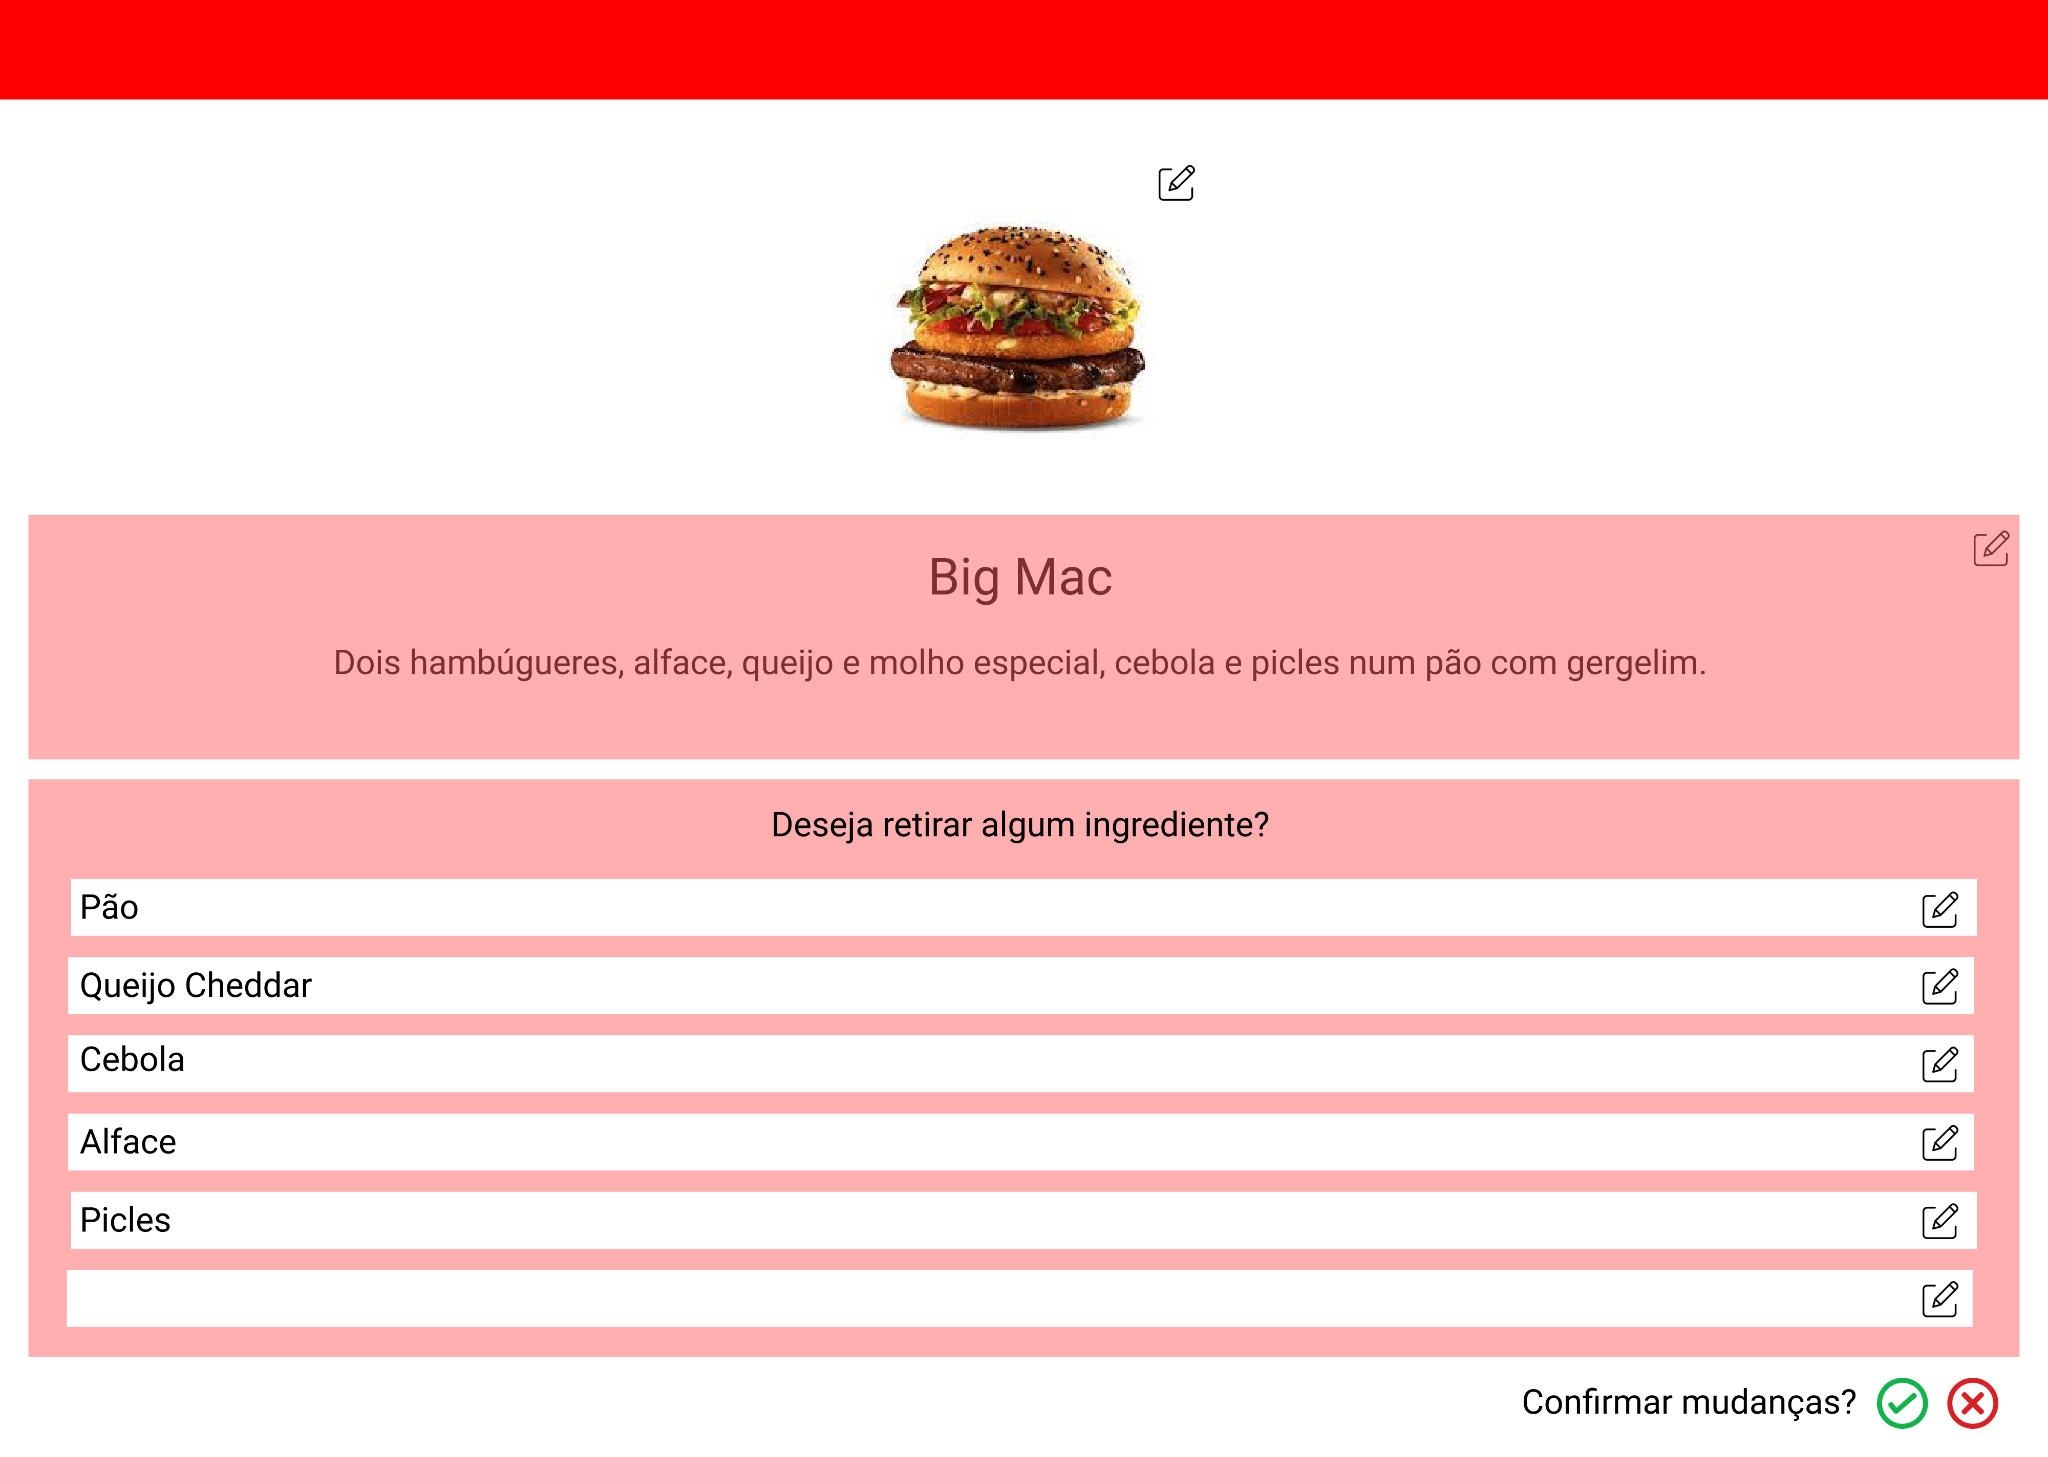 Big Mac
Dois hambúgueres, alface, queijo e molho especial, cebola e picles num pão com gergelim.
Deseja retirar algum ingrediente?
Pão
Queijo Cheddar
Cebola
Alface
Picles
Confirmar mudanças?